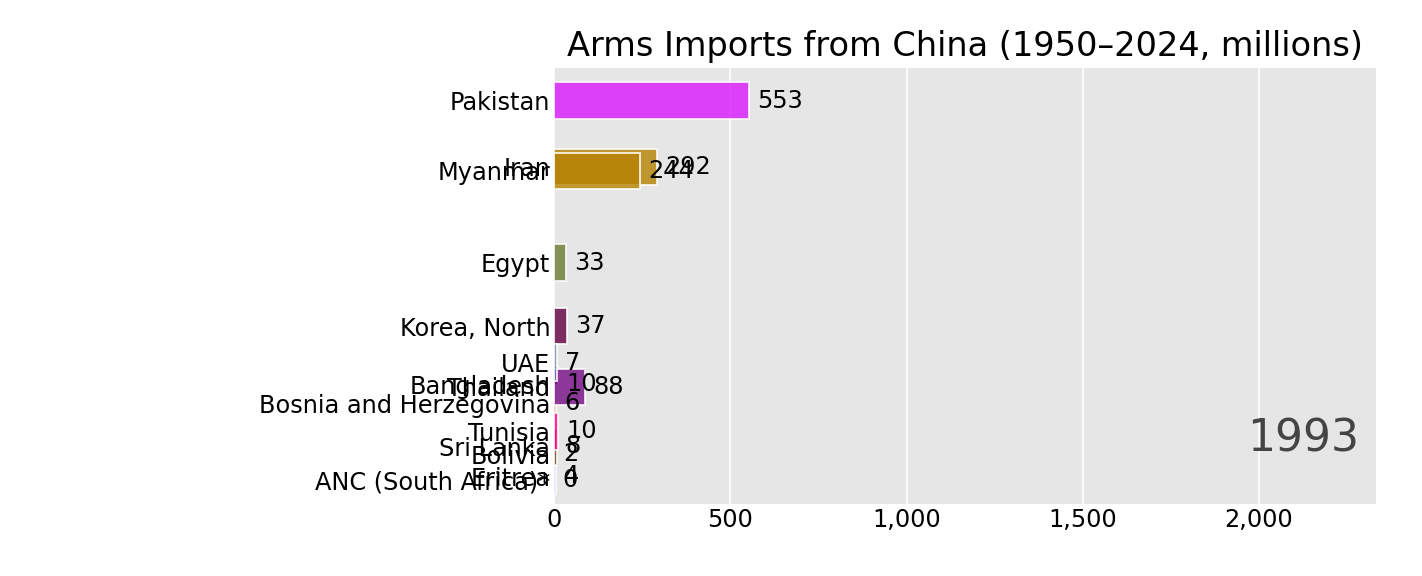 Arms Imports from China (1950–2024, millions)
Pakistan 553
Iran 292
Myanmar 244
Egypt 33
Korea, North 37
UAE 7
Bangladesh 10
Thailand 88
Bosnia and Herzegovina 6
Tunisia 10
Sri Lanka 8
Bolivia 2
Eritrea 4
ANC (South Africa)* 0
1993
0 500 1,000 1,500 2,000